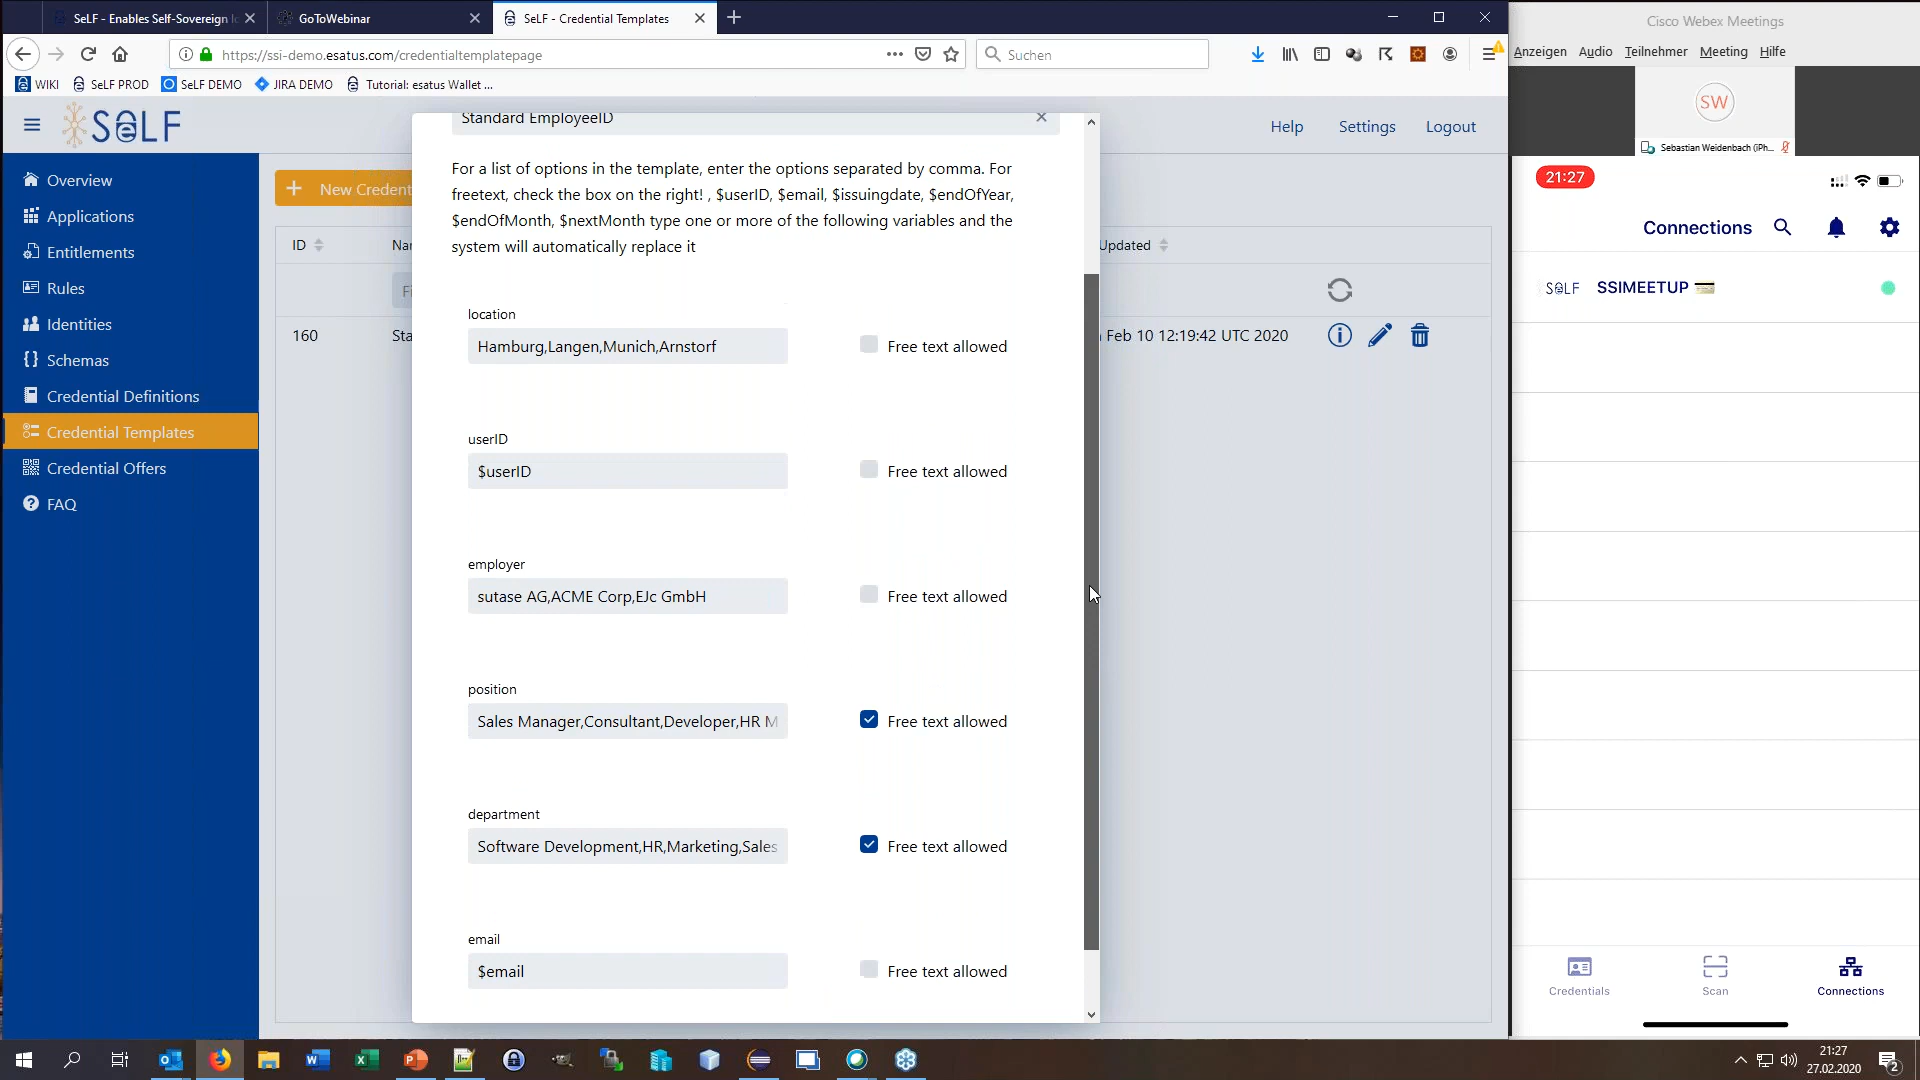 SeLF - Enables Self-Sovereign
GoToWebinar
SeLF - Credential Templates
https://ssi-demo.esatus.com/credentialtemplatepage
Suchen
WIKI
SeLF PROD
SeLF DEMO
JIRA DEMO
Tutorial: esatus Wallet ...
SeLF
Help
Settings
Logout
Overview
Applications
Entitlements
Rules
Identities
Schemas
Credential Definitions
Credential Templates
Credential Offers
FAQ
New Credent
ID
Updated
160
Feb 10 12:19:42 UTC 2020
Standard EmployeeID
For a list of options in the template, enter the options separated by comma. For
freetext, check the box on the right! , $userID, $email, $issuingdate, $endOfYear,
$endOfMonth, $nextMonth type one or more of the following variables and the
system will automatically replace it
location
Hamburg,Langen,Munich,Arnstorf
Free text allowed
userID
$userID
Free text allowed
employer
sutase AG,ACME Corp,EJc GmbH
Free text allowed
position
Sales Manager,Consultant,Developer,HR M
Free text allowed
department
Software Development,HR,Marketing,Sales
Free text allowed
email
$email
Free text allowed
Cisco Webex Meetings
Anzeigen Audio Teilnehmer Meeting Hilfe
SW
Sebastian Weidenbach (iPh...
21:27
Connections
SELF SSIMEETUP
Credentials
Scan
Connections
21:27
27.02.2020
2